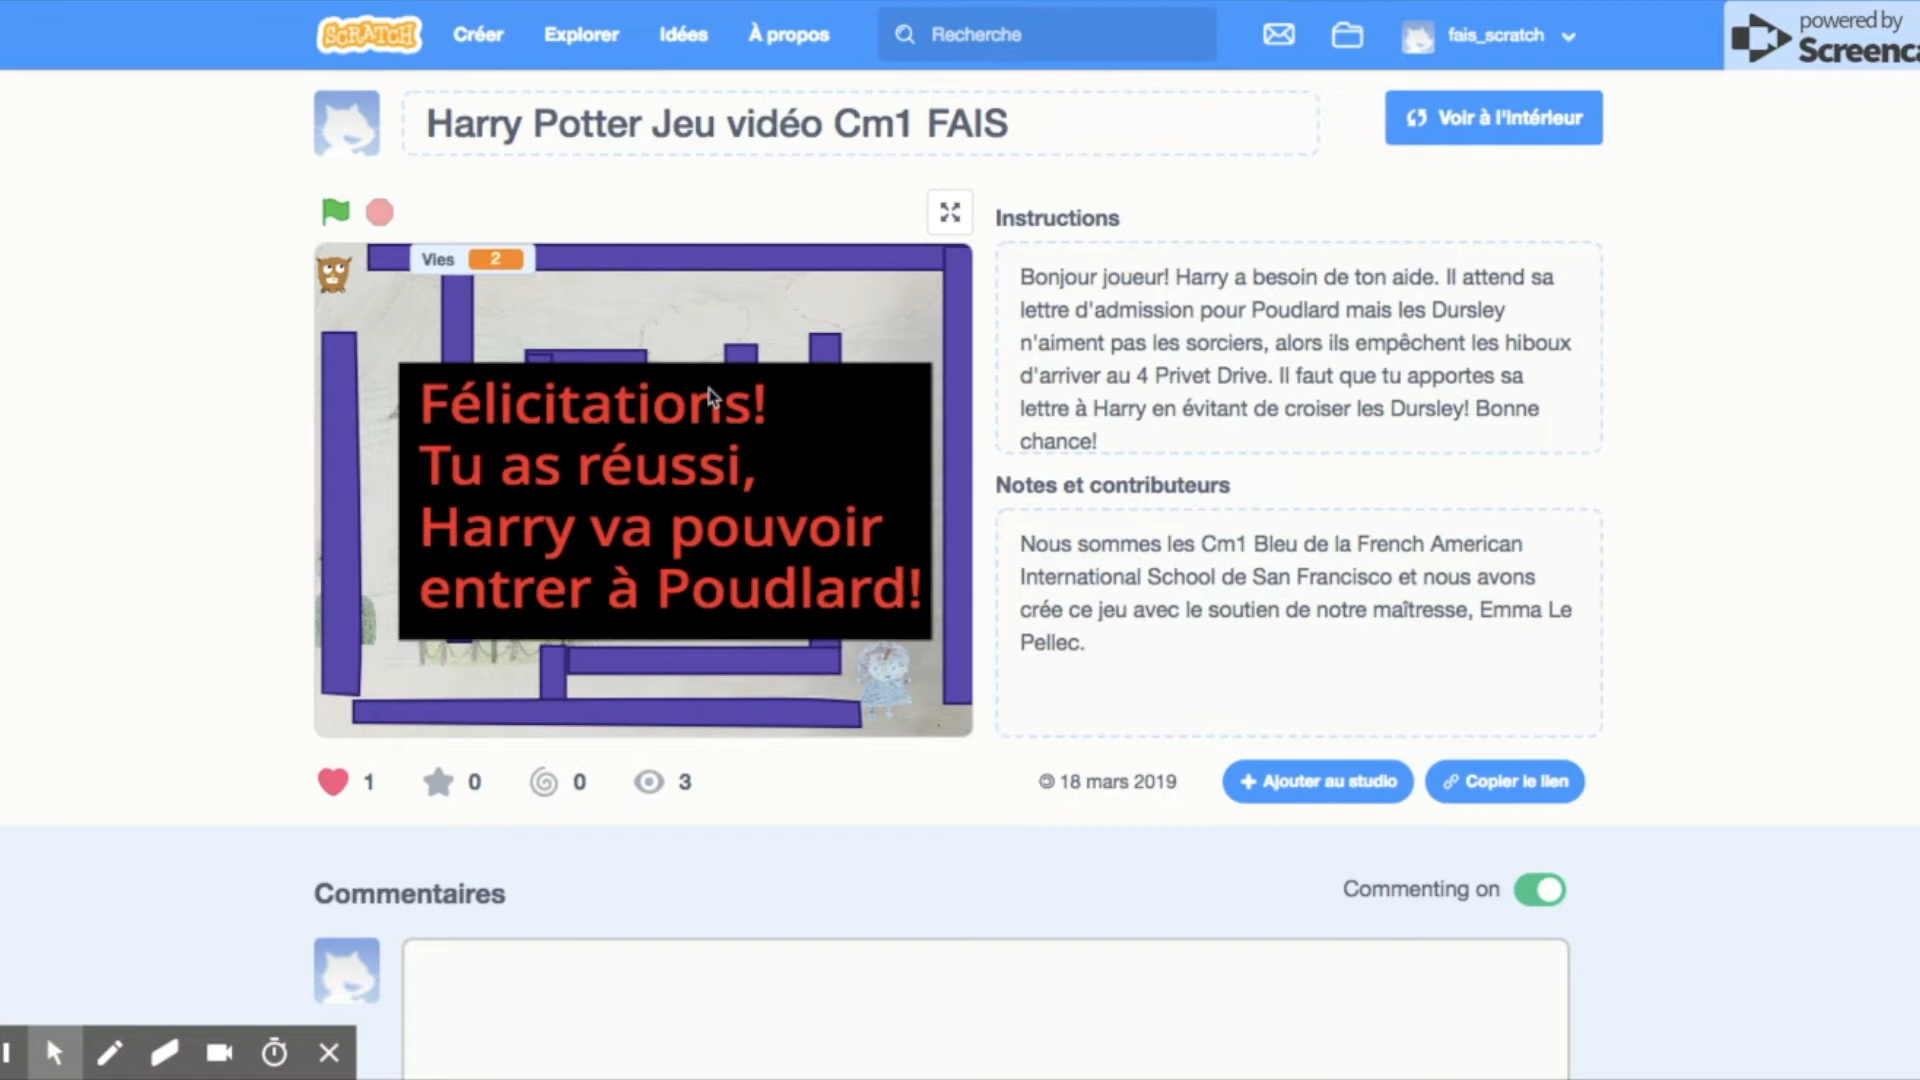 SCRATCH Créer Explorer Idées À propos Recherche fais_scratch
powered by
Screenca
Harry Potter Jeu vidéo Cm1 FAIS
Voir à l'intérieur
Vies 2
Félicitations!
Tu as réussi,
Harry va pouvoir
entrer à Poudlard!
Instructions
Bonjour joueur! Harry a besoin de ton aide. Il attend sa
lettre d'admission pour Poudlard mais les Dursley
n'aiment pas les sorciers, alors ils empêchent les hiboux
d'arriver au 4 Privet Drive. Il faut que tu apportes sa
lettre à Harry en évitant de croiser les Dursley! Bonne
chance!
Notes et contributeurs
Nous sommes les Cm1 Bleu de la French American
International School de San Francisco et nous avons
crée ce jeu avec le soutien de notre maîtresse, Emma Le
Pellec.
1 0 0 3
18 mars 2019
Ajouter au studio
Copier le lien
Commentaires
Commenting on